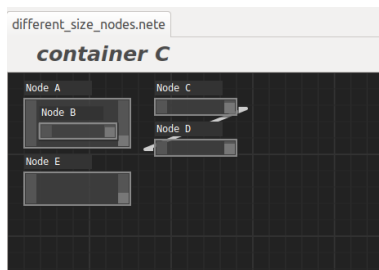 different_size_nodes.nete
container C
Node A
Node C
Node B
Node D
Node E